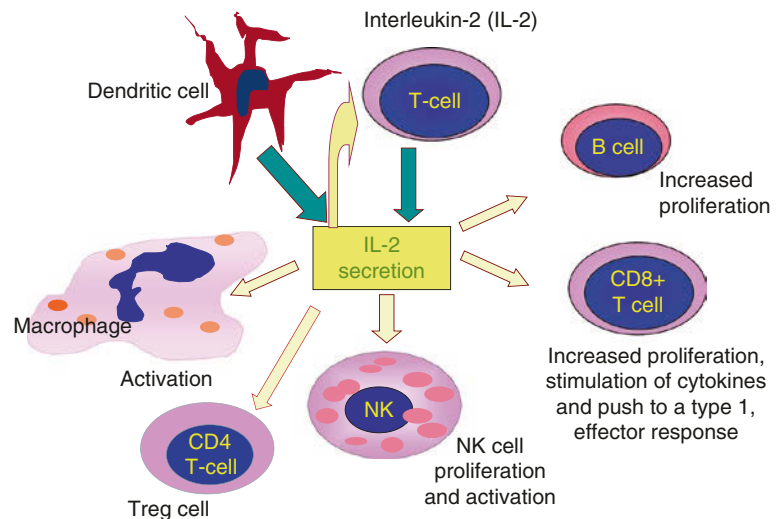 Interleukin-2 (IL-2)
Dendritic cell
T-cell
B cell
Increased
proliferation
IL-2
secretion
CD8+
T cell
Increased proliferation,
stimulation of cytokines
and push to a type 1,
effector response
Macrophage
Activation
NK
NK cell
proliferation
and activation
CD4
T-cell
Treg cell